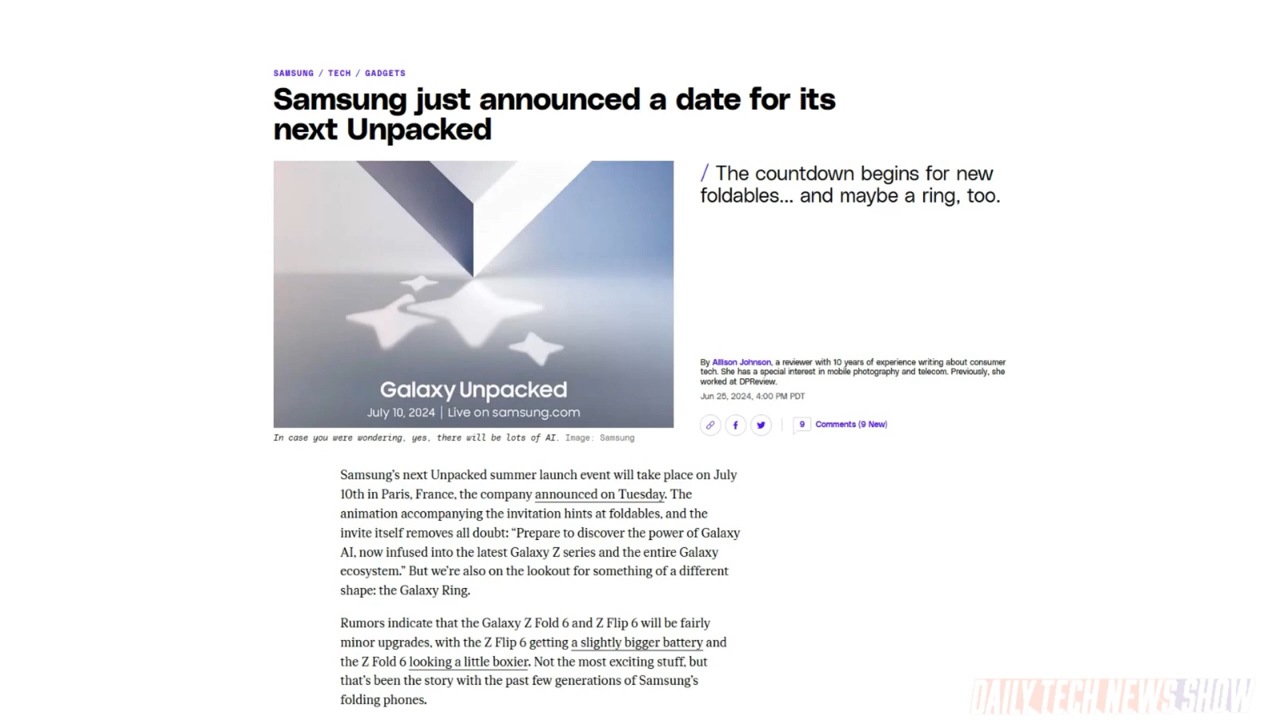 SAMSUNG / TECH / GADGETS
Samsung just announced a date for its
next Unpacked
/ The countdown begins for new
foldables... and maybe a ring, too.
Galaxy Unpacked
July 10, 2024 | Live on samsung.com
In case you were wondering, yes, there will be lots of AI. Image: Samsung
By Allison Johnson, a reviewer with 10 years of experience writing about consumer
tech. She has a special interest in mobile photography and telecom. Previously, she
worked at DPReview.
Jun 25, 2024, 4:00 PM PDT
9 Comments (9 New)
Samsung's next Unpacked summer launch event will take place on July
10th in Paris, France, the company announced on Tuesday. The
animation accompanying the invitation hints at foldables, and the
invite itself removes all doubt: “Prepare to discover the power of Galaxy
AI, now infused into the latest Galaxy Z series and the entire Galaxy
ecosystem.” But we’re also on the lookout for something of a different
shape: the Galaxy Ring.
Rumors indicate that the Galaxy Z Fold 6 and Z Flip 6 will be fairly
minor upgrades, with the Z Flip 6 getting a slightly bigger battery and
the Z Fold 6 looking a little boxier. Not the most exciting stuff, but
that’s been the story with the past few generations of Samsung’s
folding phones.
DAILY TECH NEWS SHOW